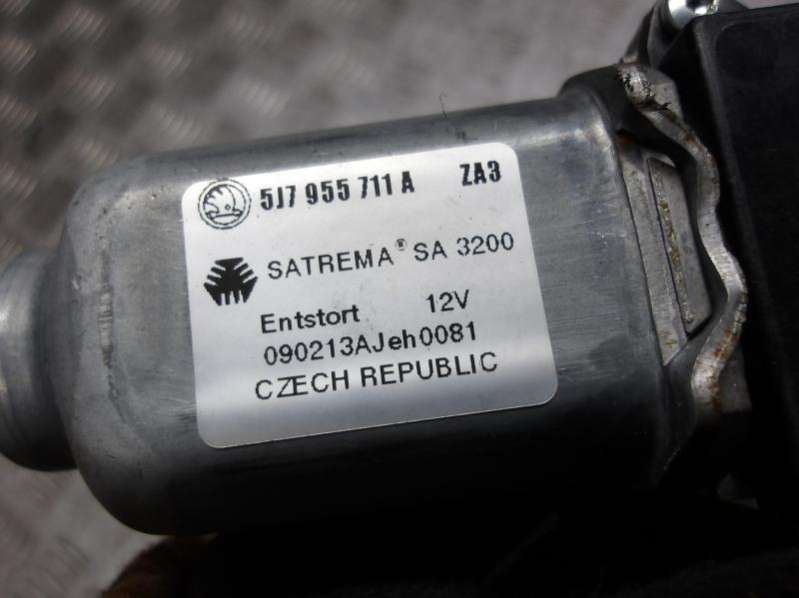 5J7 955 711 A ZA3
SATREMA® SA 3200
Entstort 12V
090213AJeh0081
CZECH REPUBLIC